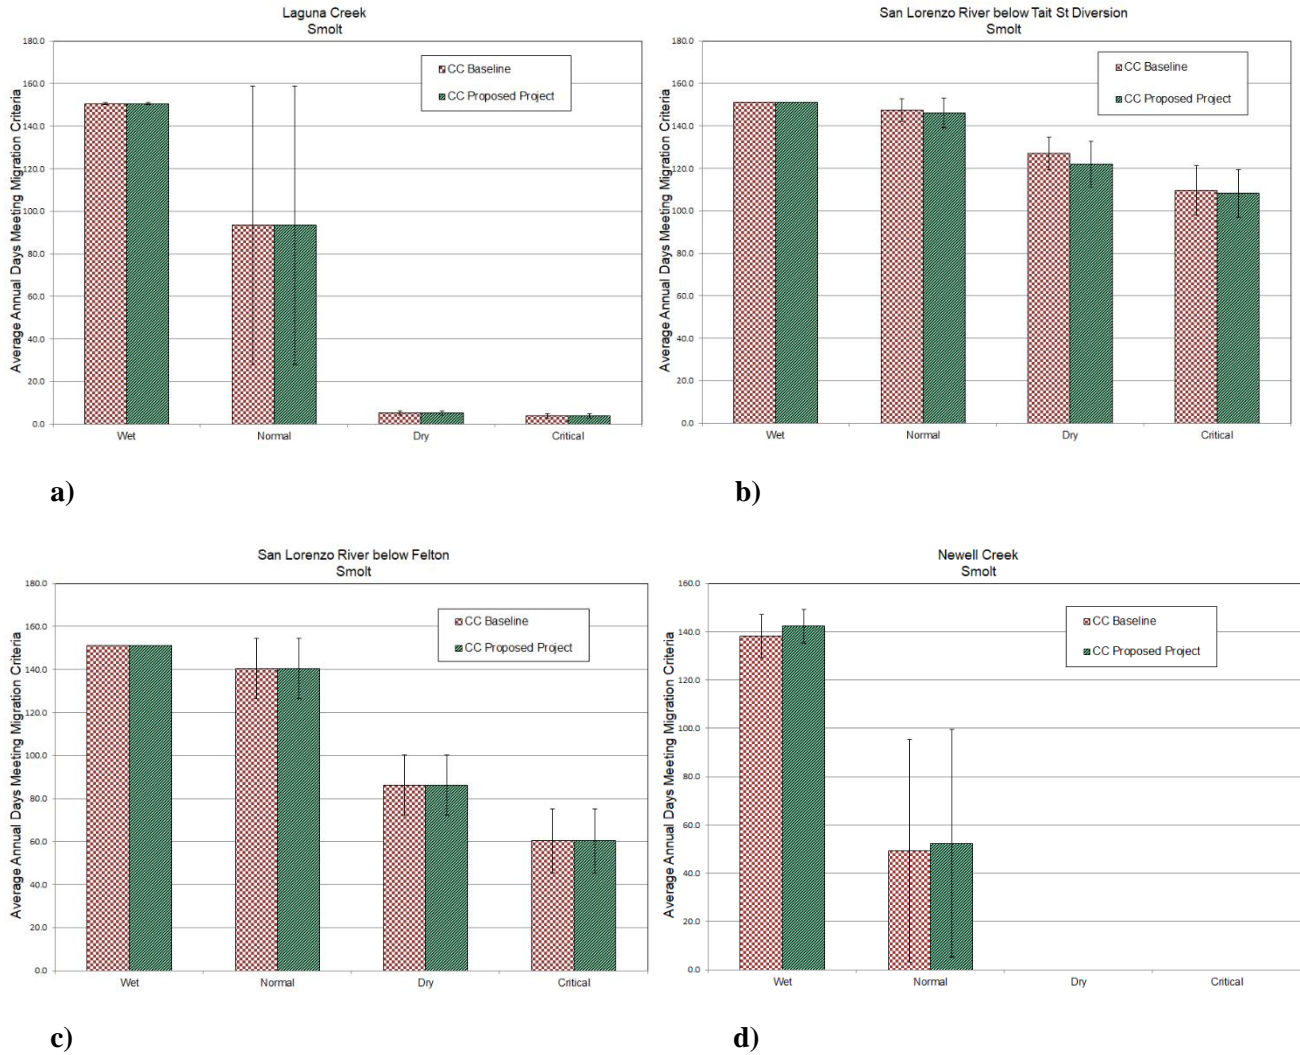 Laguna Creek
Smolt
Average Annual Days Meeting Migration Criteria
180.0
160.0
140.0
120.0
100.0
80.0
60.0
40.0
20.0
0.0
CC Baseline
CC Proposed Project
Wet Normal Dry Critical
a)
San Lorenzo River below Tait St Diversion
Smolt
Average Annual Days Meeting Migration Criteria
180.0
160.0
140.0
120.0
100.0
80.0
60.0
40.0
20.0
0.0
CC Baseline
CC Proposed Project
Wet Normal Dry Critical
b)
San Lorenzo River below Felton
Smolt
Average Annual Days Meeting Migration Criteria
180.0
160.0
140.0
120.0
100.0
80.0
60.0
40.0
20.0
0.0
CC Baseline
CC Proposed Project
Wet Normal Dry Critical
c)
Newell Creek
Smolt
Average Annual Days Meeting Migration Criteria
160.0
140.0
120.0
100.0
80.0
60.0
40.0
20.0
0.0
CC Baseline
CC Proposed Project
Wet Normal Dry Critical
d)